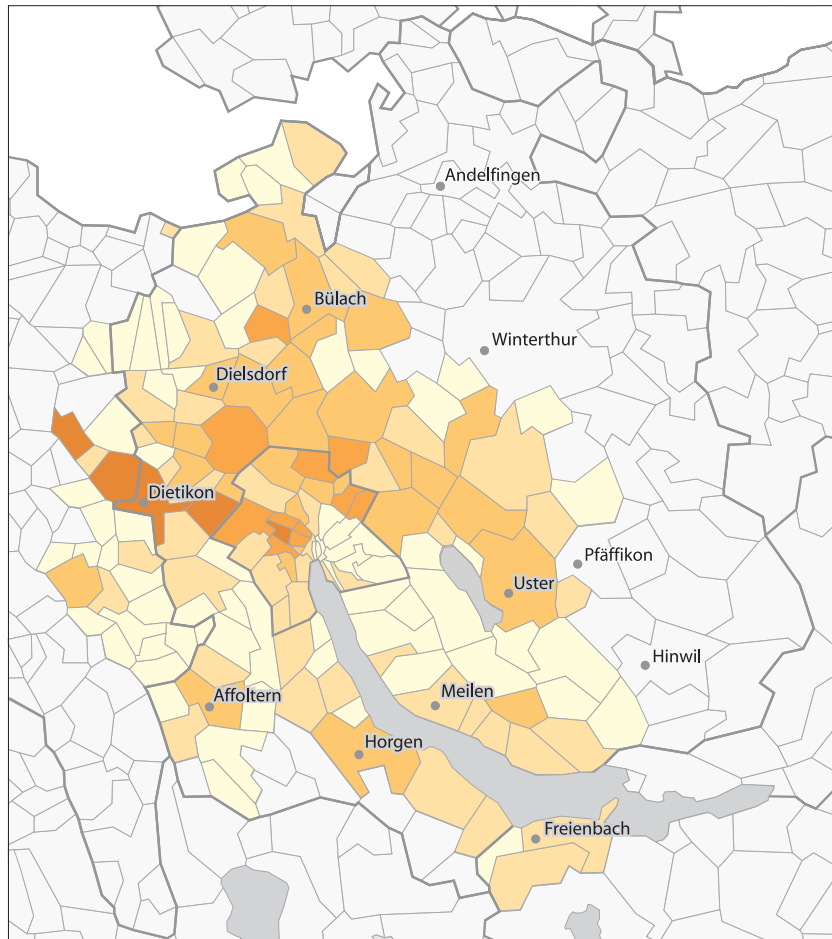 Andelfingen
Bülach
Winterthur
Dielsdorf
Dietikon
Pfäffikon
Uster
Hinwil
Affoltern
Meilen
Horgen
Freienbach